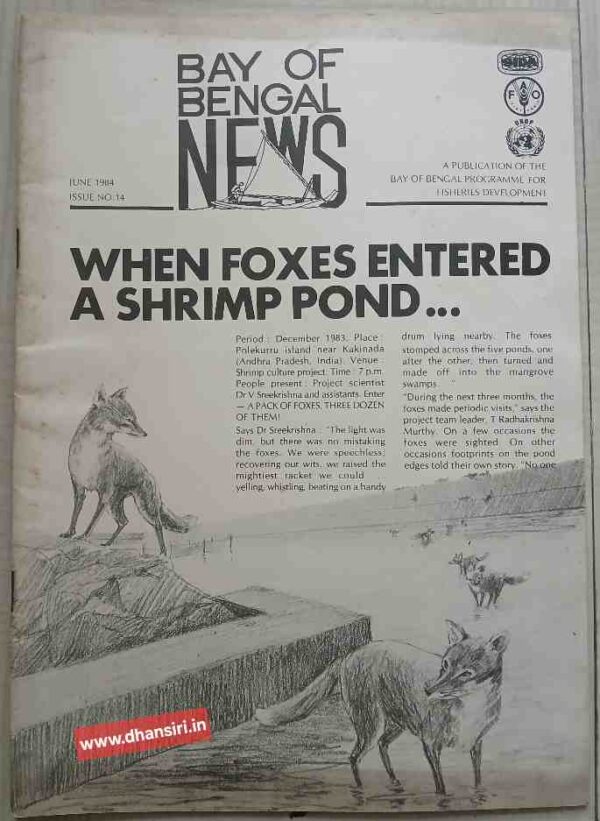 BAY OF
BENGAL
NEWS
SIDA
F A O
UNDP
JUNE 1984
ISSUE NO.14
A PUBLICATION OF THE
BAY OF BENGAL PROGRAMME FOR
FISHERIES DEVELOPMENT
WHEN FOXES ENTERED
A SHRIMP POND...
Period : December 1983. Place :
Polekurru island near Kakinada
(Andhra Pradesh, India). Venue :
Shrimp culture project. Time : 7 p.m.
People present : Project scientist
Dr V Sreekrishna and assistants. Enter
— A PACK OF FOXES, THREE DOZEN
OF THEM!
Says Dr Sreekrishna : "The light was
dim, but there was no mistaking
the foxes. We were speechless;
recovering our wits, we raised the
mightiest racket we could ...
yelling, whistling, beating on a handy
drum lying nearby. The foxes
stomped across the five ponds, one
after the other, then turned and
made off into the mangrove
swamps. "
"During the next three months, the
foxes made periodic visits," says the
project team leader, T Radhakrishna
Murthy. On a few occasions the
foxes were sighted. On other
occasions footprints on the pond
edges told their own story. "No one
www.dhansiri.in